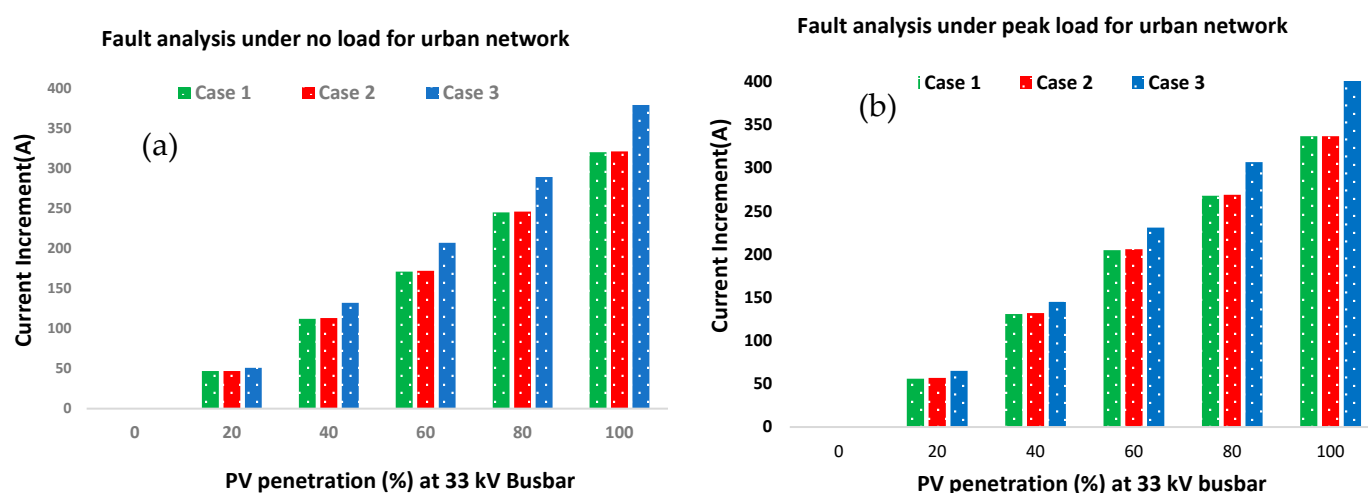 Fault analysis under no load for urban network
Case 1 Case 2 Case 3
(a)
Current Increment(A)
400
350
300
250
200
150
100
50
0
0 20 40 60 80 100
PV penetration (%) at 33 kV Busbar
Fault analysis under peak load for urban network
Case 1 Case 2 Case 3
(b)
Current Increment(A)
400
350
300
250
200
150
100
50
0
0 20 40 60 80 100
PV penetration (%) at 33 kV busbar